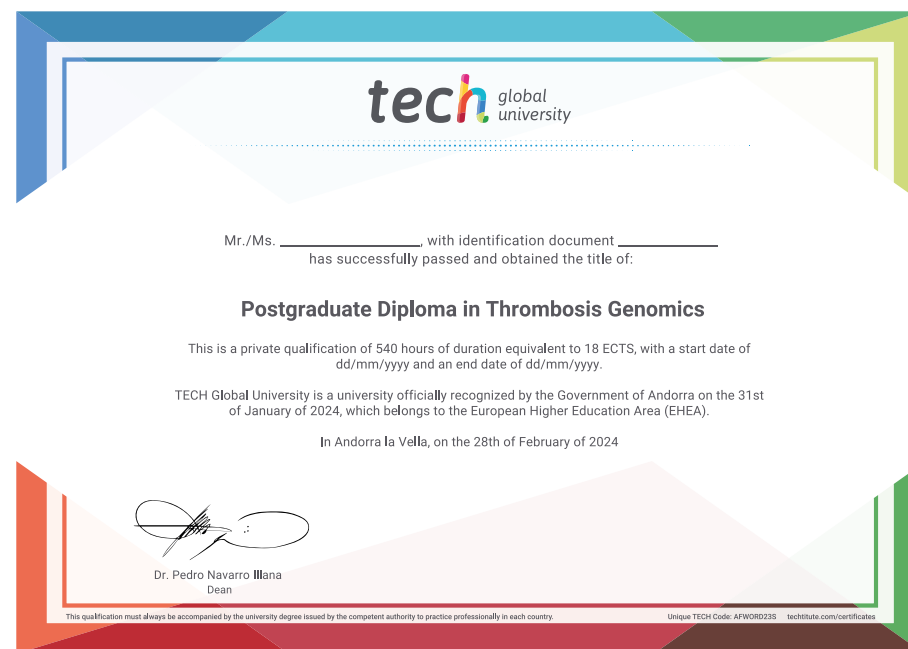 tech global
university
Mr./Ms. ____________, with identification document ____________
has successfully passed and obtained the title of:
Postgraduate Diploma in Thrombosis Genomics
This is a private qualification of 540 hours of duration equivalent to 18 ECTS, with a start date of
dd/mm/yyyy and an end date of dd/mm/yyyy.
TECH Global University is a university officially recognized by the Government of Andorra on the 31st
of January of 2024, which belongs to the European Higher Education Area (EHEA).
In Andorra la Vella, on the 28th of February of 2024
Dr. Pedro Navarro Illana
Dean
This qualification must always be accompanied by the university degree issued by the competent authority to practice professionally in each country.
Unique TECH Code: AFWORD23S techtitute.com/certificates